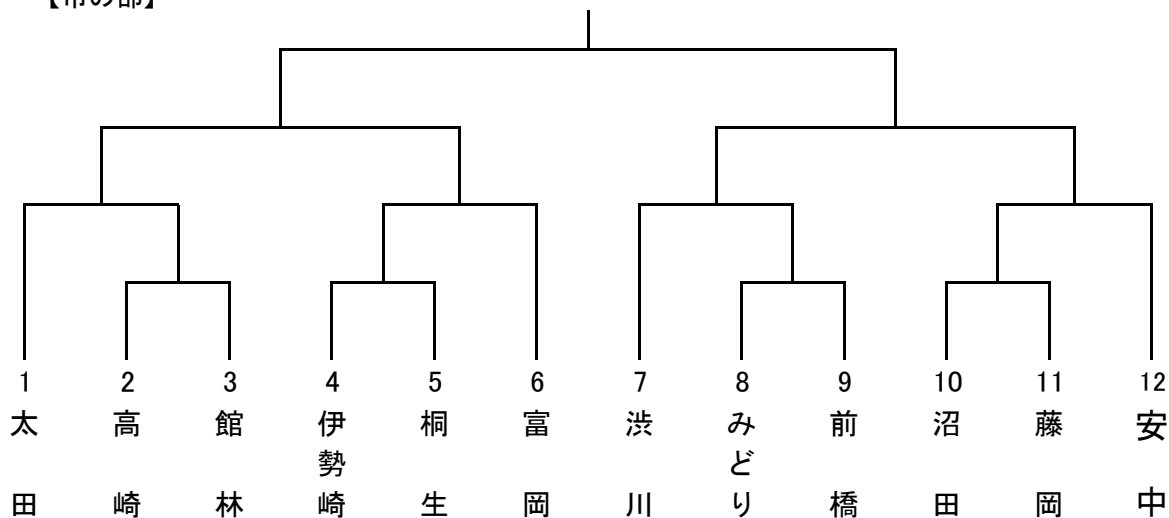 【市の部】
1 2 3 4 5 6 7 8 9 10 11 12
太田
高崎
館林
伊勢崎
桐生
富岡
渋川
みどり
前橋
沼田
藤岡
安中